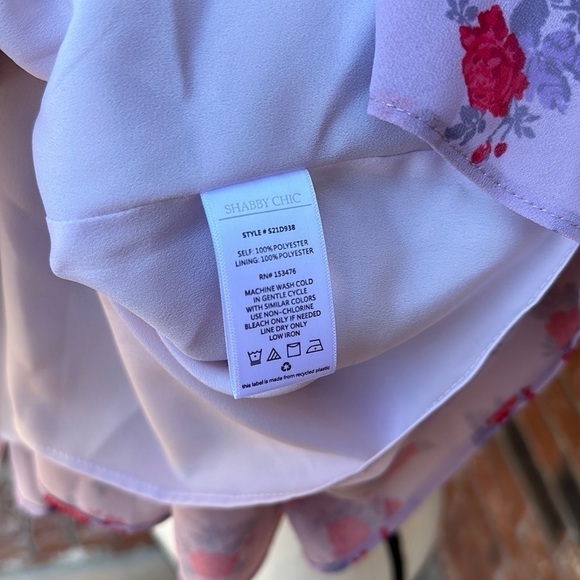 SHABBY CHIC
STYLE # S21D938
SELF: 100% POLYESTER
LINING: 100% POLYESTER
RN# 153476
MACHINE WASH COLD
IN GENTLE CYCLE
WITH SIMILAR COLORS
USE NON-CHLORINE
BLEACH ONLY IF NEEDED
LINE DRY ONLY
LOW IRON
this label is made from recycled plastic